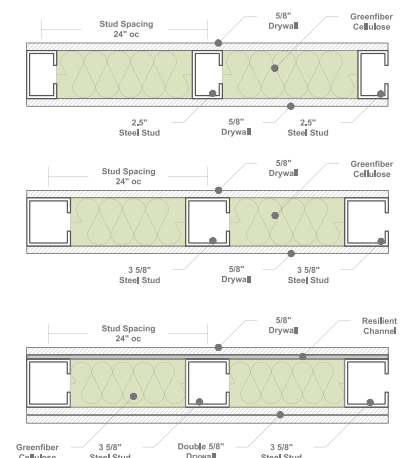 Stud Spacing
24" oc
5/8"
Drywall
Greenfiber
Cellulose
2.5"
Steel Stud
5/8"
Drywall
2.5"
Steel Stud
Stud Spacing
24" oc
5/8"
Drywall
Greenfiber
Cellulose
3 5/8"
Steel Stud
5/8"
Drywall
3 5/8"
Steel Stud
Stud Spacing
24" oc
5/8"
Drywall
Resilient
Channel
Greenfiber
Cellulose
3 5/8"
Steel Stud
Double 5/8"
Drywall
3 5/8"
Steel Stud